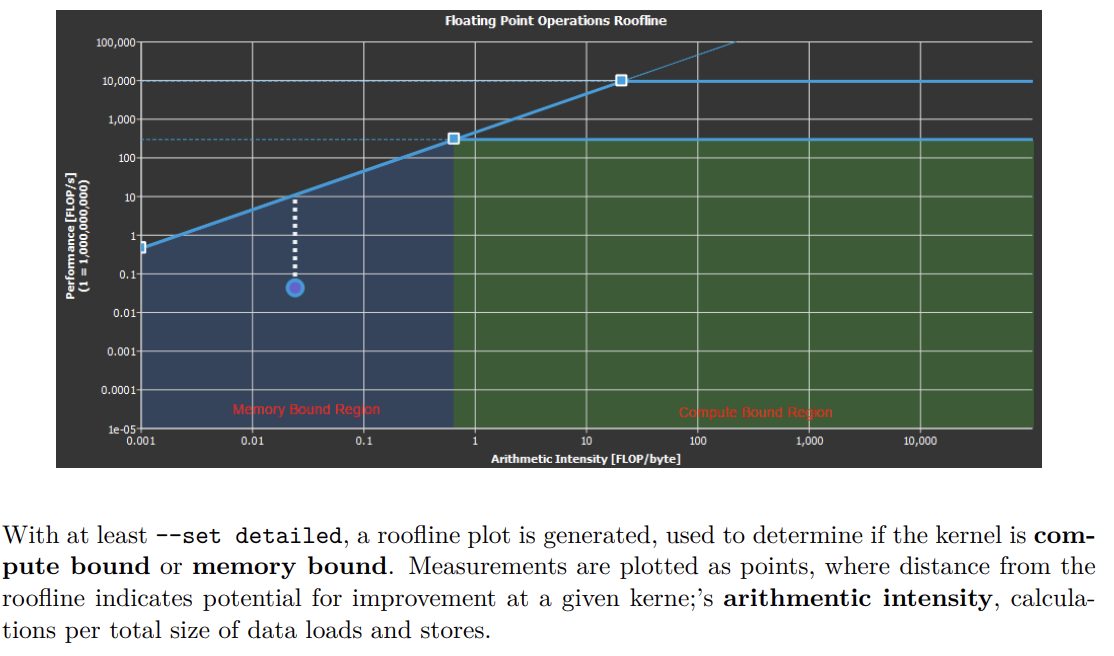 Floating Point Operations Roofline
100,000
10,000
1,000
100
10
1
0.1
0.01
0.001
0.0001
1e-05
Performance [FLOP/s]
(1 = 1,000,000,000)
Memory Bound Region
Compule Bound Region
0.001
0.01
0.1
1
10
100
1,000
10,000
Arithmetic Intensity [FLOP/byte]
With at least --set detailed, a roofline plot is generated, used to determine if the kernel is com-
pute bound or memory bound. Measurements are plotted as points, where distance from the
roofline indicates potential for improvement at a given kerne;'s arithmentic intensity, calcula-
tions per total size of data loads and stores.